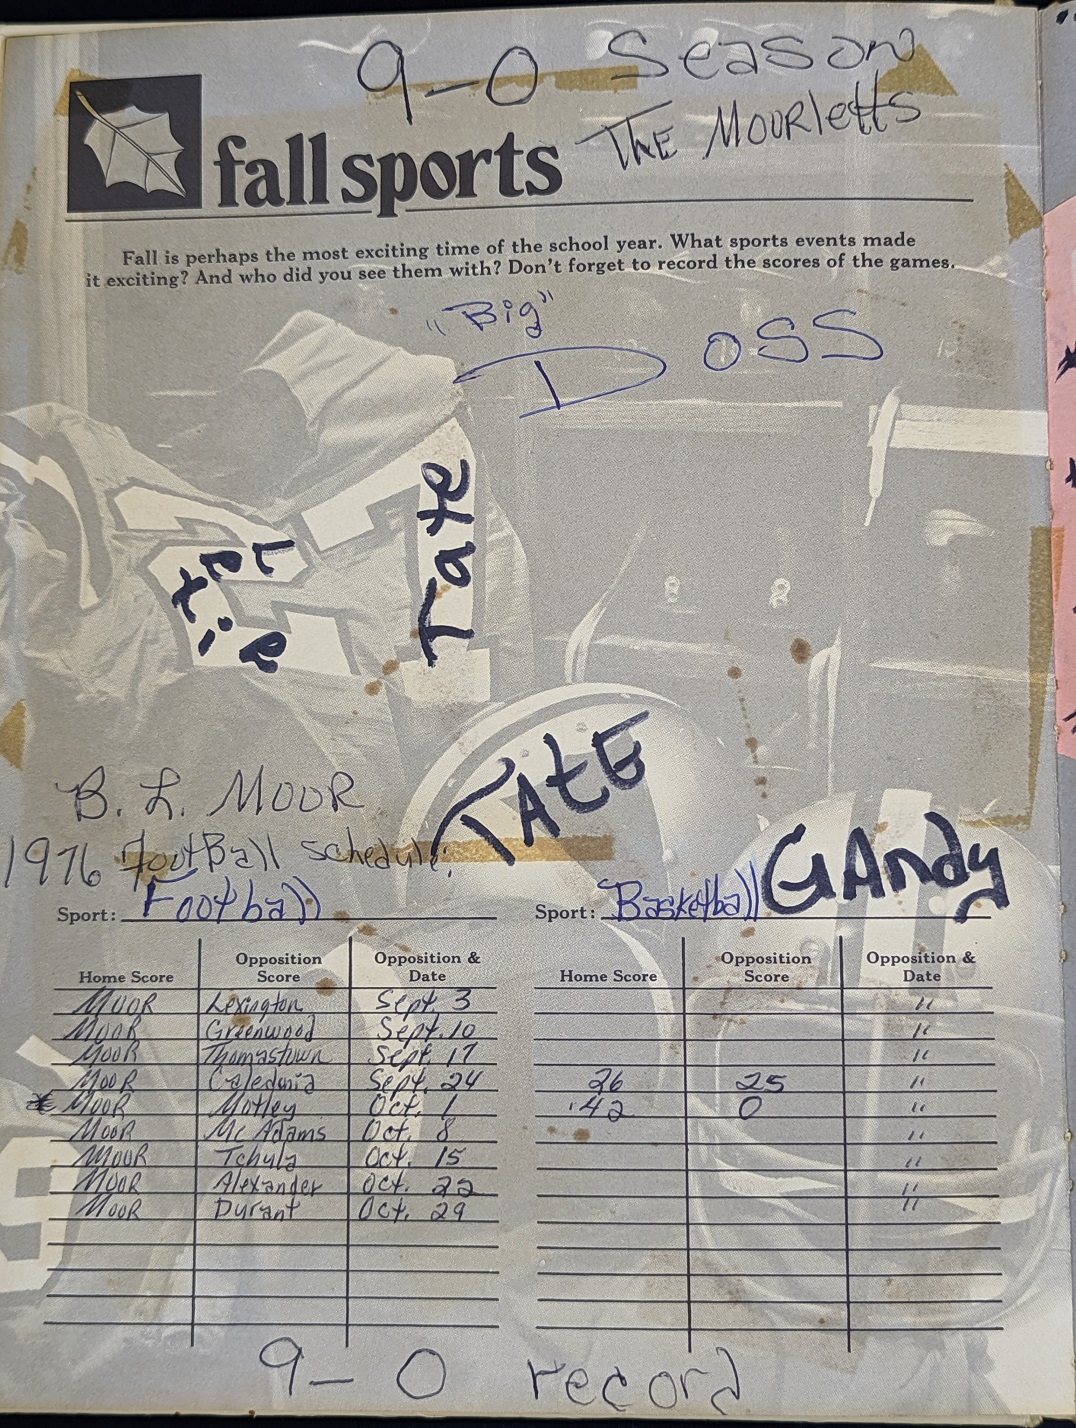 9-0 Season
fall sports
THE MOORletts
Fall is perhaps the most exciting time of the school year. What sports events made
it exciting? And who did you see them with? Don't forget to record the scores of the games.
"Big"
DOSS
Tate
TATE
B. L. MOOR
1976 FootBall Schedule:
GAndy
Sport: Football
Sport: Basketball
Home Score Opposition Score Opposition & Date
Home Score Opposition Score Opposition & Date
MOOR Lexington Sept. 3 "
MOOR Greenwood Sept. 10 "
MOOR Thomastown Sept. 17 "
MOOR Caledonia Sept. 24 26 25 "
MOOR Motley Oct. 1 42 0 "
MOOR Mc Adams Oct. 8 "
MOOR Tchula Oct. 15 "
MOOR Alexander Oct. 22 "
MOOR Durant Oct. 29 "
9-0 record